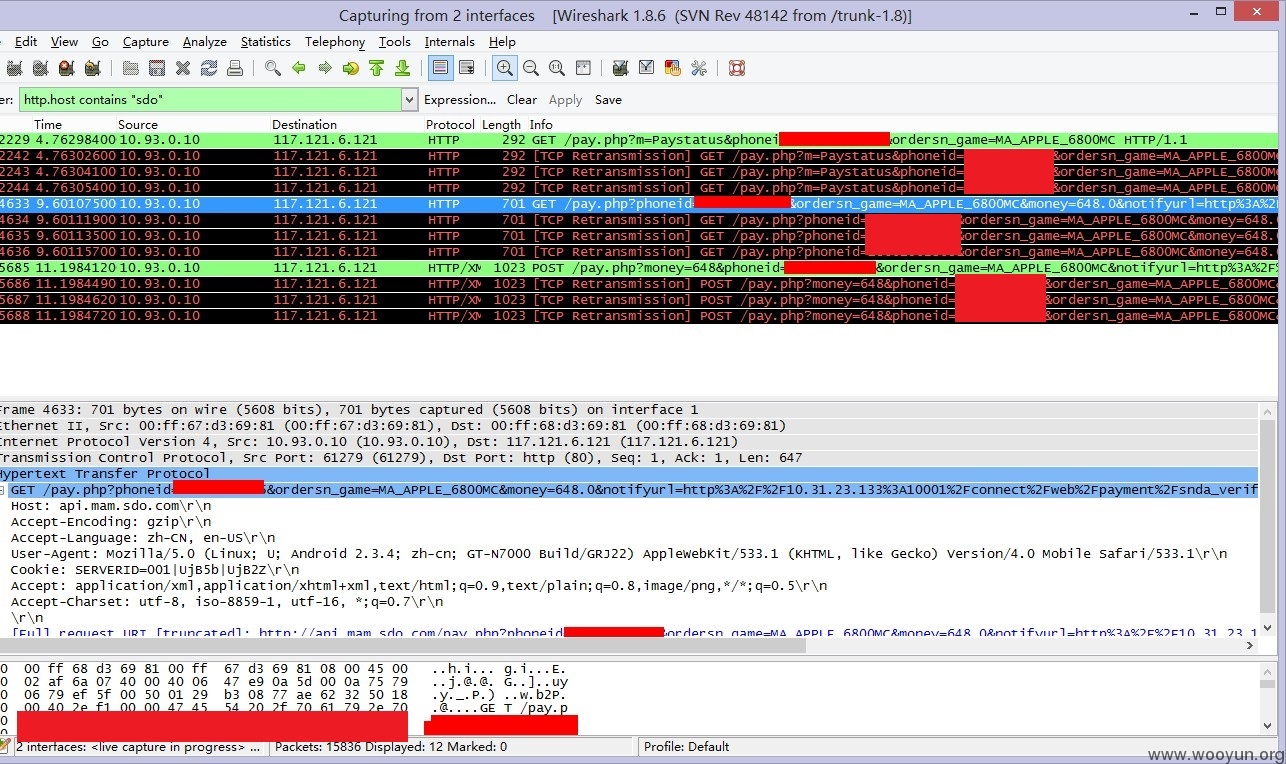 Capturing from 2 interfaces [Wireshark 1.8.6 (SVN Rev 48142 from /trunk-1.8)]
Edit View Go Capture Analyze Statistics Telephony Tools Internals Help
er: http.host contains "sdo" Expression... Clear Apply Save
Time Source Destination Protocol Length Info
2229 4.76298400 10.93.0.10 117.121.6.121 HTTP 292 GET /pay.php?m=Paystatus&phonei &ordersn_game=MA_APPLE_6800MC HTTP/1.1
2242 4.76302600 10.93.0.10 117.121.6.121 HTTP 292 [TCP Retransmission] GET /pay.php?m=Paystatus&phoneid= &ordersn_game=MA_APPLE_6800MC
2243 4.76304100 10.93.0.10 117.121.6.121 HTTP 292 [TCP Retransmission] GET /pay.php?m=Paystatus&phoneid= &ordersn_game=MA_APPLE_6800MC
2244 4.76305400 10.93.0.10 117.121.6.121 HTTP 292 [TCP Retransmission] GET /pay.php?m=Paystatus&phoneid= &ordersn_game=MA_APPLE_6800MC
4633 9.60107500 10.93.0.10 117.121.6.121 HTTP 701 GET /pay.php?phoneid= &ordersn_game=MA_APPLE_6800MC&money=648.0&notifyurl=http%3A%2F
4634 9.60111900 10.93.0.10 117.121.6.121 HTTP 701 [TCP Retransmission] GET /pay.php?phoneid= &ordersn_game=MA_APPLE_6800MC&money=648.
4635 9.60113500 10.93.0.10 117.121.6.121 HTTP 701 [TCP Retransmission] GET /pay.php?phoneid= &ordersn_game=MA_APPLE_6800MC&money=648.
4636 9.60115700 10.93.0.10 117.121.6.121 HTTP 701 [TCP Retransmission] GET /pay.php?phoneid= &ordersn_game=MA_APPLE_6800MC&money=648.
5685 11.1984120 10.93.0.10 117.121.6.121 HTTP/XM 1023 POST /pay.php?money=648&phoneid= &ordersn_game=MA_APPLE_6800MC&notifyurl=http%3A%2F%
5686 11.1984490 10.93.0.10 117.121.6.121 HTTP/XM 1023 [TCP Retransmission] POST /pay.php?money=648&phoneid= &ordersn_game=MA_APPLE_6800MC
5687 11.1984620 10.93.0.10 117.121.6.121 HTTP/XM 1023 [TCP Retransmission] POST /pay.php?money=648&phoneid= &ordersn_game=MA_APPLE_6800MC
5688 11.1984720 10.93.0.10 117.121.6.121 HTTP/XM 1023 [TCP Retransmission] POST /pay.php?money=648&phoneid= &ordersn_game=MA_APPLE_6800MC
Frame 4633: 701 bytes on wire (5608 bits), 701 bytes captured (5608 bits) on interface 1
Ethernet II, Src: 00:ff:67:d3:69:81 (00:ff:67:d3:69:81), Dst: 00:ff:68:d3:69:81 (00:ff:68:d3:69:81)
Internet Protocol Version 4, Src: 10.93.0.10 (10.93.0.10), Dst: 117.121.6.121 (117.121.6.121)
Transmission Control Protocol, Src Port: 61279 (61279), Dst Port: http (80), Seq: 1, Ack: 1, Len: 647
Hypertext Transfer Protocol
GET /pay.php?phoneid= &ordersn_game=MA_APPLE_6800MC&money=648.0&notifyurl=http%3A%2F%2F10.31.23.133%3A10001%2Fconnect%2Fweb%2Fpayment%2Fsnda_verif
Host: api.mam.sdo.com\r\n
Accept-Encoding: gzip\r\n
Accept-Language: zh-CN, en-US\r\n
User-Agent: Mozilla/5.0 (Linux; U; Android 2.3.4; zh-cn; GT-N7000 Build/GRJ22) AppleWebKit/533.1 (KHTML, like Gecko) Version/4.0 Mobile Safari/533.1\r\n
Cookie: SERVERID=001|UjB5b|UjB2Z\r\n
Accept: application/xml,application/xhtml+xml,text/html;q=0.9,text/plain;q=0.8,image/png,*/*;q=0.5\r\n
Accept-Charset: utf-8, iso-8859-1, utf-16, *;q=0.7\r\n
\r\n
[Full request URI [truncated]: http://api.mam.sdo.com/pay.php?phoneid &ordersn_game=MA_APPLE_6800MC&money=648.0&notifyurl=http%3A%2F%2F10.31.23.1
0 00 ff 68 d3 69 81 00 ff 67 d3 69 81 08 00 45 00 ..h.i... g.i...E.
0 02 af 6a 07 40 00 40 06 47 e9 0a 5d 00 0a 75 79 ..j.@.@. G..]..uy
0 06 79 ef 5f 00 50 01 29 b3 08 77 ae 62 32 50 18 .y._.P.) ..w.b2P.
0 00 40 2e f1 00 00 47 45 54 20 2f 70 61 79 2e 70 .@....GE T /pay.p
2 interfaces: <live capture in progress> ... Packets: 15836 Displayed: 12 Marked: 0 Profile: Default
www.wooyun.org